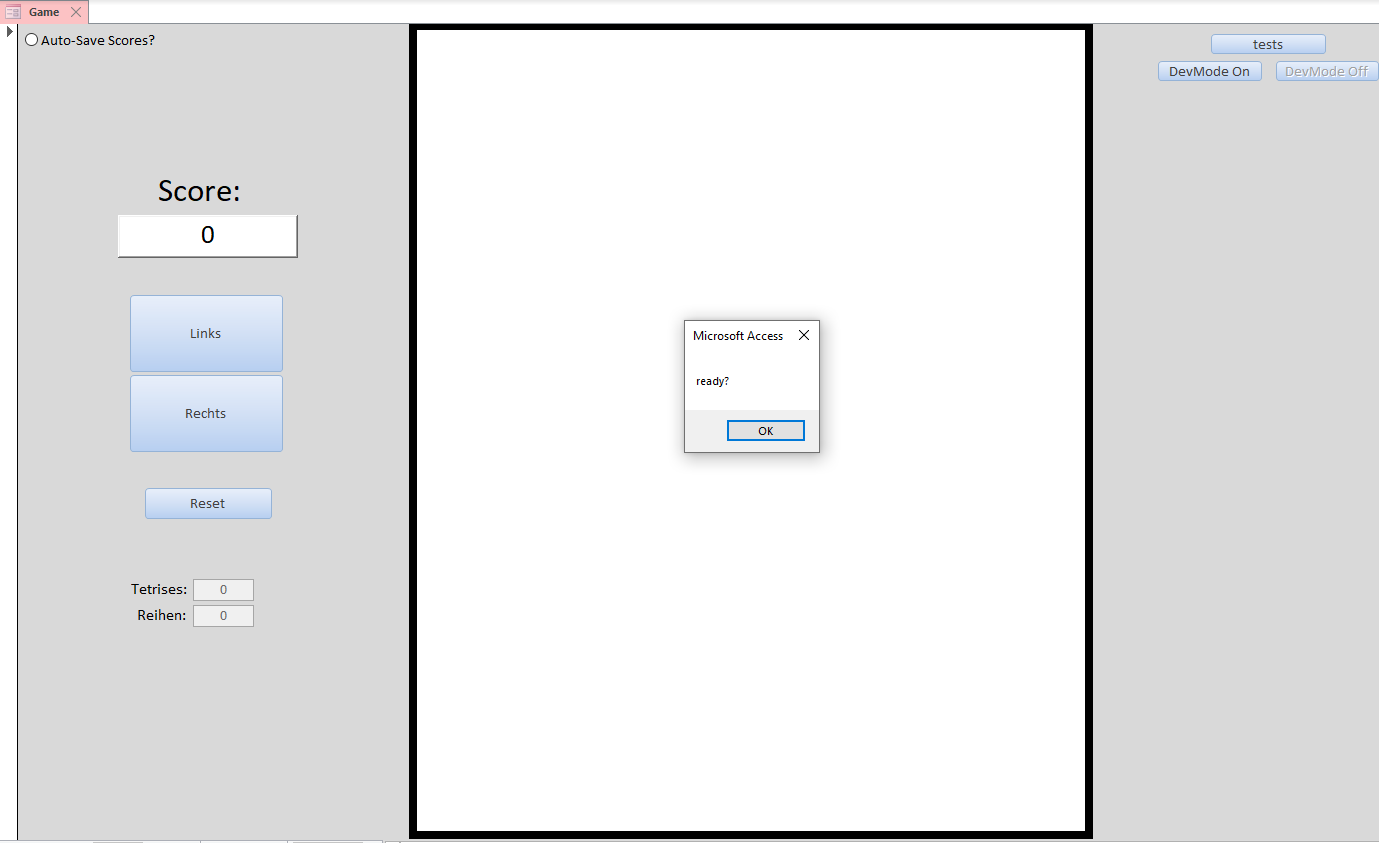 Game
Auto-Save Scores?
tests
DevMode On
DevMode Off
Score:
0
Links
Rechts
Microsoft Access
ready?
OK
Reset
Tetrises: 0
Reihen: 0